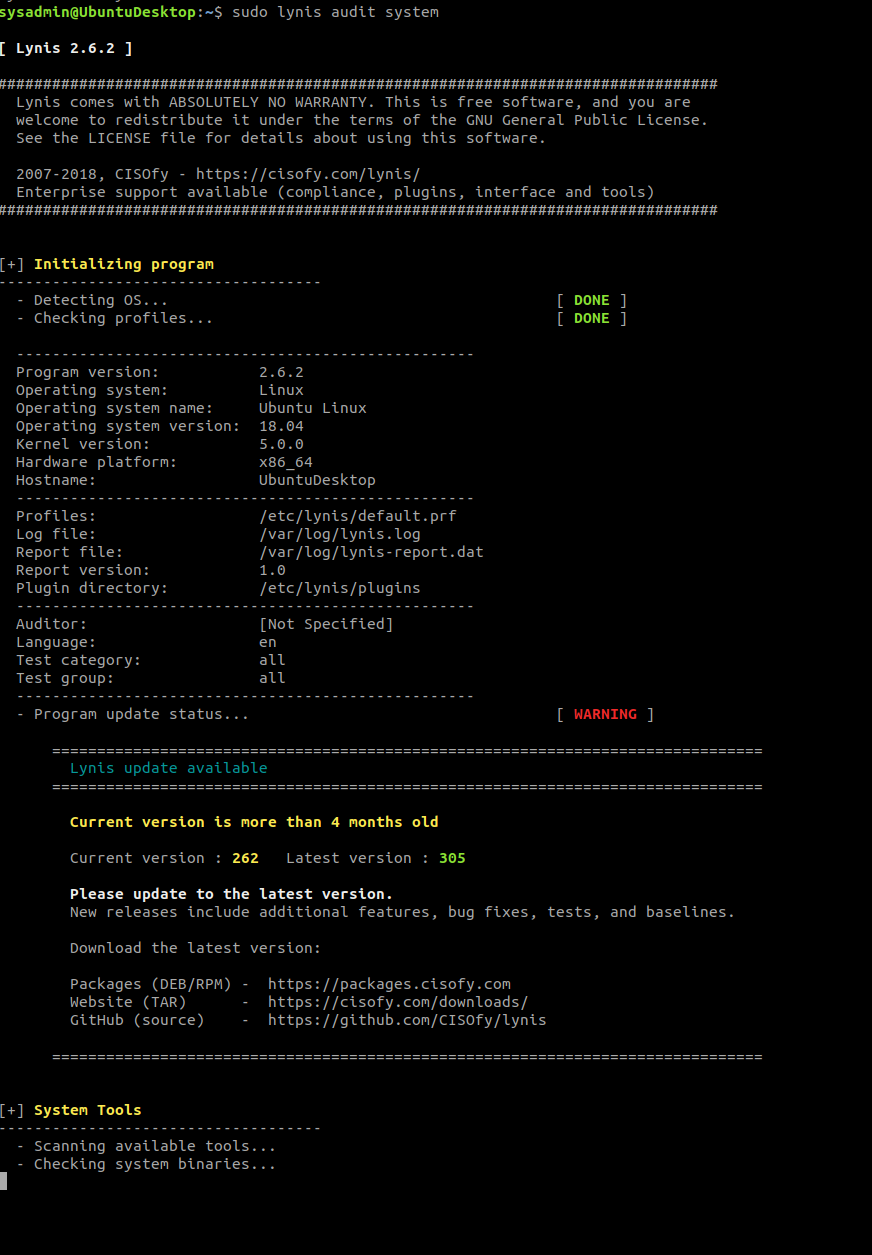 sysadmin@UbuntuDesktop:~$ sudo lynis audit system
[ Lynis 2.6.2 ]
################################################################################
Lynis comes with ABSOLUTELY NO WARRANTY. This is free software, and you are
welcome to redistribute it under the terms of the GNU General Public License.
See the LICENSE file for details about using this software.
2007-2018, CISOfy - https://cisofy.com/lynis/
Enterprise support available (compliance, plugins, interface and tools)
################################################################################
[+] Initializing program
------------------------------------
- Detecting OS... [ DONE ]
- Checking profiles... [ DONE ]
---------------------------------------------------
Program version: 2.6.2
Operating system: Linux
Operating system name: Ubuntu Linux
Operating system version: 18.04
Kernel version: 5.0.0
Hardware platform: x86_64
Hostname: UbuntuDesktop
---------------------------------------------------
Profiles: /etc/lynis/default.prf
Log file: /var/log/lynis.log
Report file: /var/log/lynis-report.dat
Report version: 1.0
Plugin directory: /etc/lynis/plugins
---------------------------------------------------
Auditor: [Not Specified]
Language: en
Test category: all
Test group: all
---------------------------------------------------
- Program update status... [ WARNING ]
===============================================================================
Lynis update available
===============================================================================
Current version is more than 4 months old
Current version : 262 Latest version : 305
Please update to the latest version.
New releases include additional features, bug fixes, tests, and baselines.
Download the latest version:
Packages (DEB/RPM) - https://packages.cisofy.com
Website (TAR) - https://cisofy.com/downloads/
GitHub (source) - https://github.com/CISOfy/lynis
===============================================================================
[+] System Tools
------------------------------------
- Scanning available tools...
- Checking system binaries...